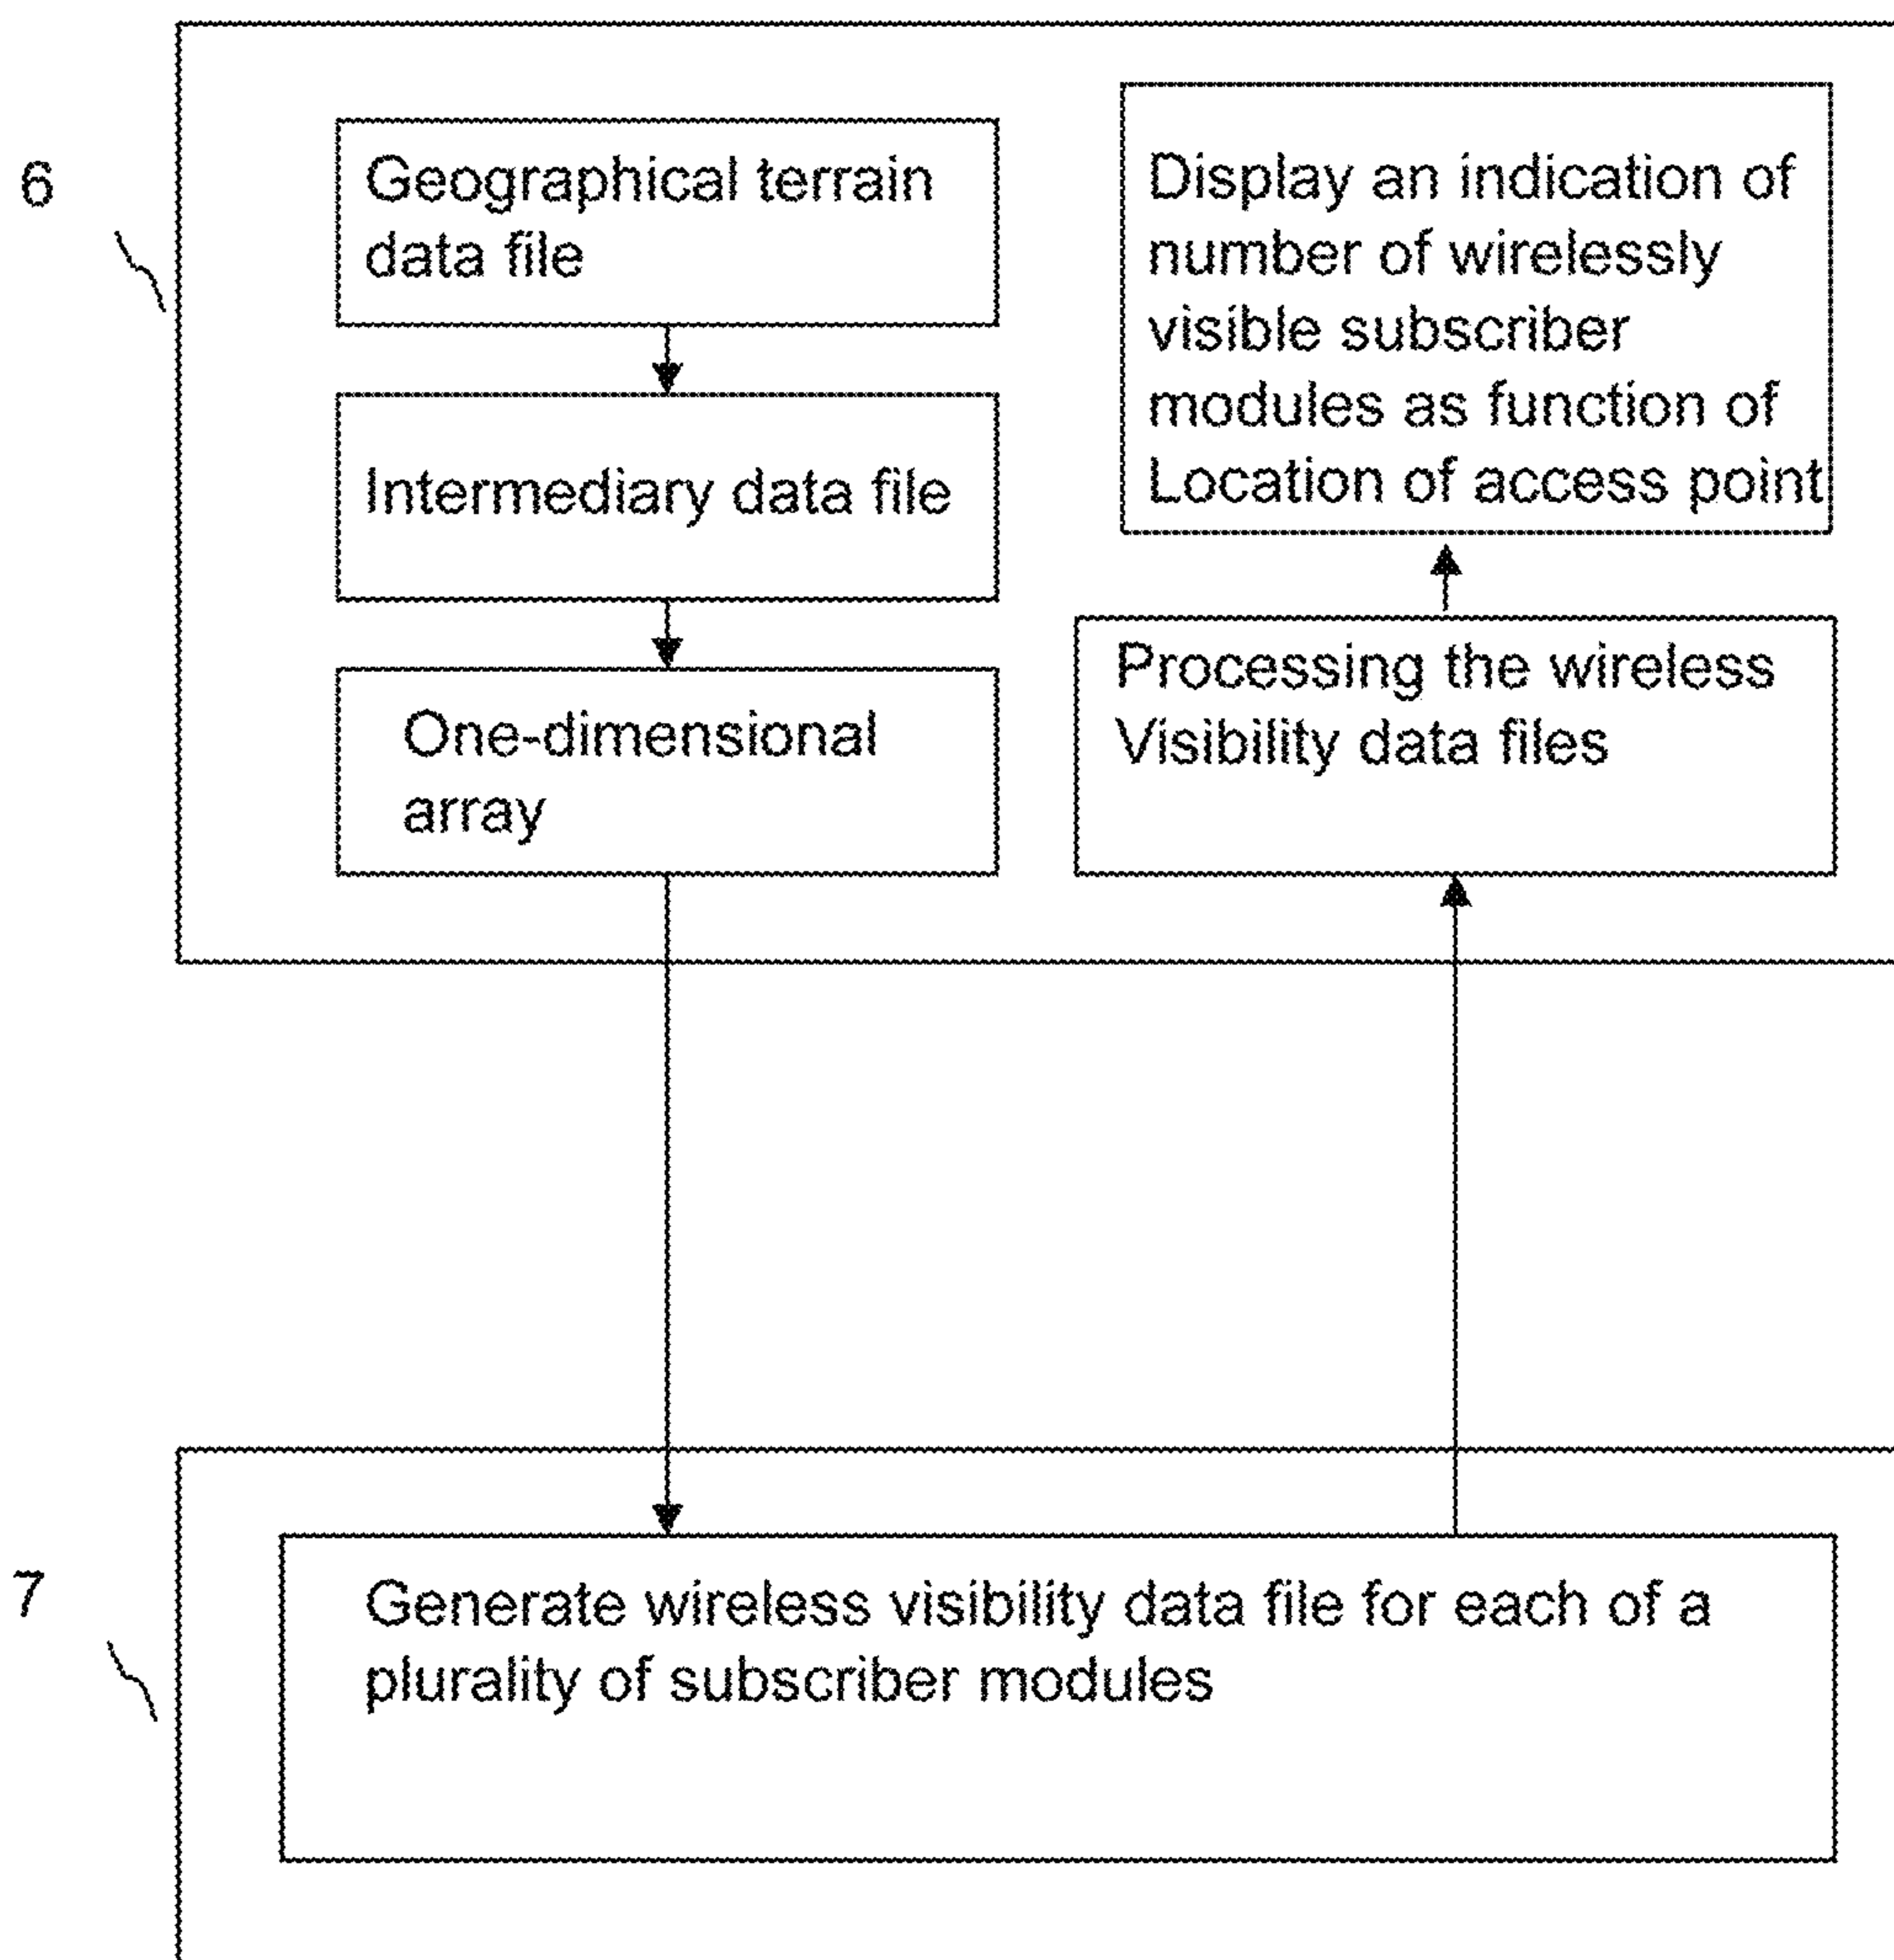 6
Geographical terrain
data file
Intermediary data file
One-dimensional
array
Display an indication of
number of wirelessly
visible subscriber
modules as function of
Location of access point
Processing the wireless
Visibility data files
7
Generate wireless visibility data file for each of a
plurality of subscriber modules